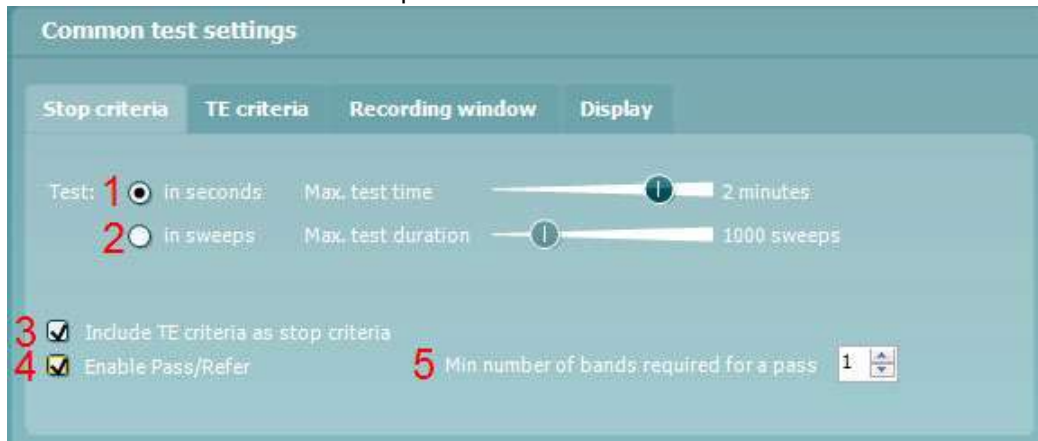 Common test settings
Stop criteria TE criteria Recording window Display
Test: 1 in seconds Max. test time 2 minutes
2 in sweeps Max. test duration 1000 sweeps
3 Include TE criteria as stop criteria
4 Enable Pass/Refer 5 Min number of bands required for a pass 1